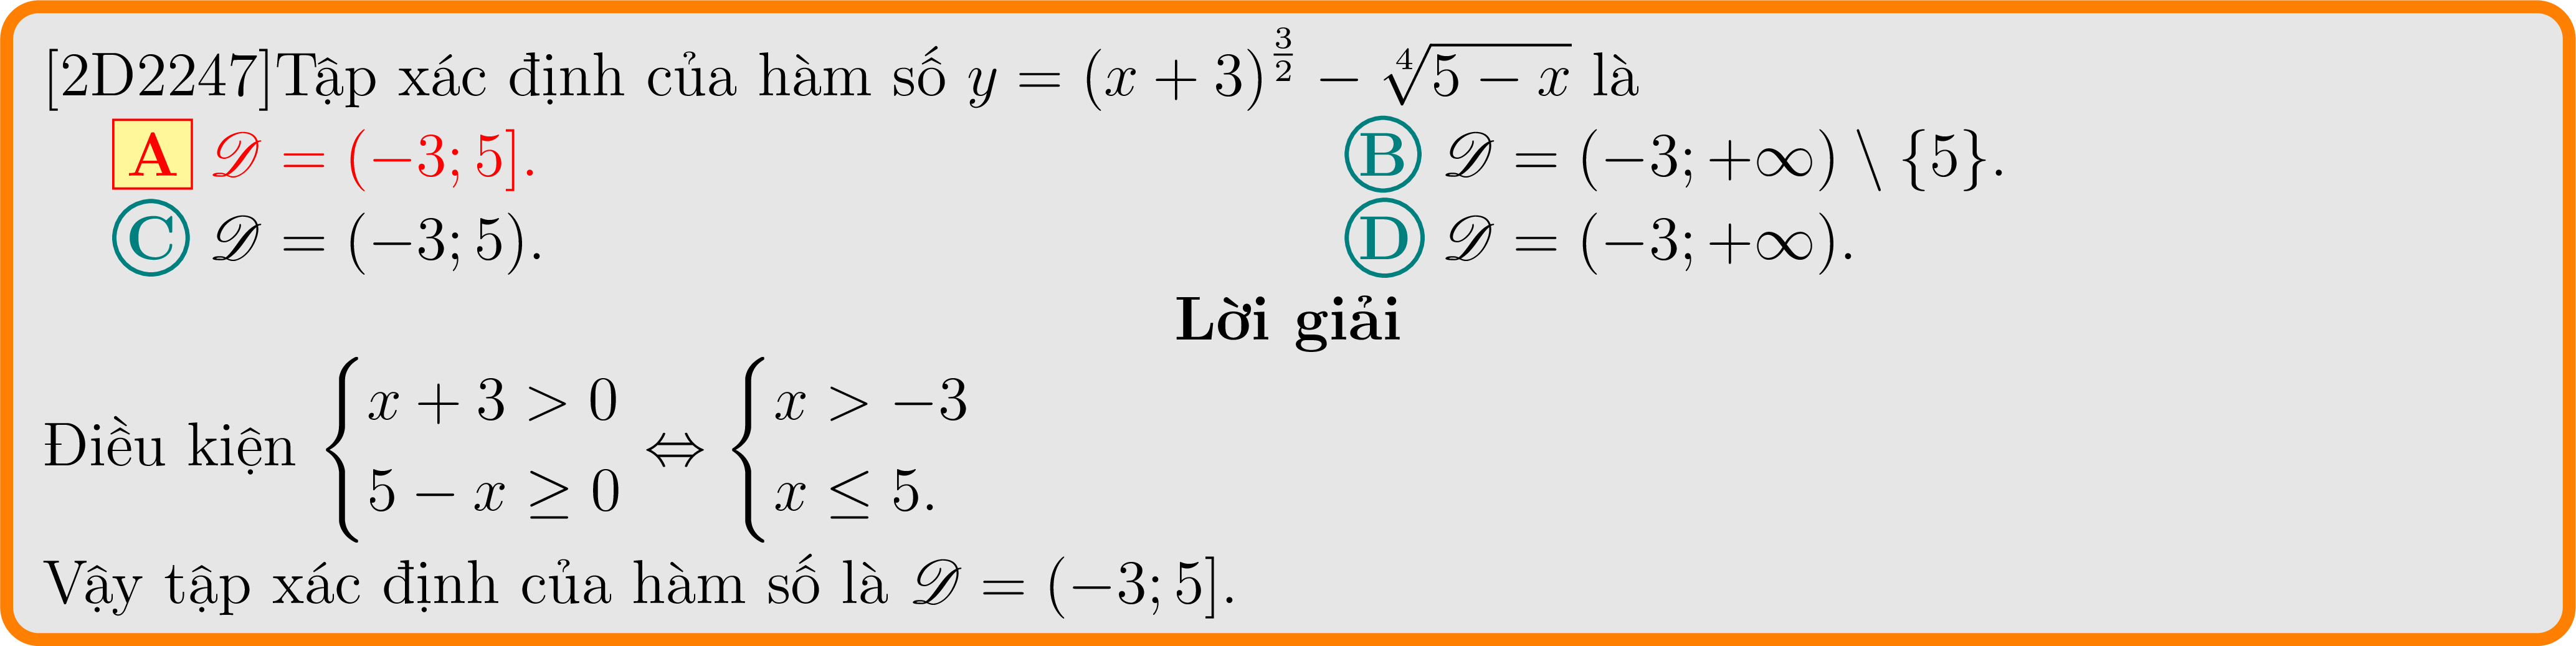 [2D2247]Tập xác định của hàm số $y = (x + 3)^{\frac{3}{2}} - \sqrt[4]{5 - x}$ là
A $\mathscr{D} = (-3; 5]$. B $\mathscr{D} = (-3; +\infty) \setminus \{5\}$.
C $\mathscr{D} = (-3; 5)$. D $\mathscr{D} = (-3; +\infty)$.
Lời giải
Điều kiện $\begin{cases} x + 3 > 0 \\ 5 - x \geq 0 \end{cases} \Leftrightarrow \begin{cases} x > -3 \\ x \leq 5. \end{cases}$
Vậy tập xác định của hàm số là $\mathscr{D} = (-3; 5]$.